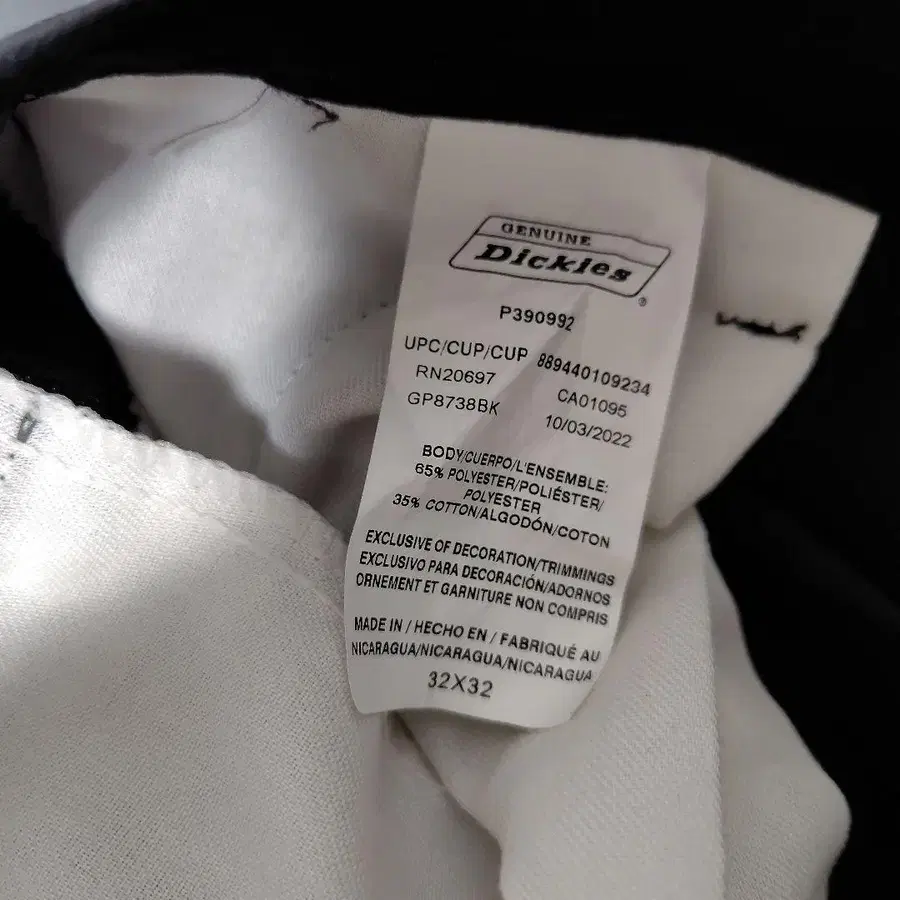 GENUINE
Dickies
®
P390992
UPC/CUP/CUP 889440109234
RN20697 CA01095
GP8738BK 10/03/2022
BODY/CUERPO/L'ENSEMBLE:
65% POLYESTER/POLIÉSTER/
POLYESTER
35% COTTON/ALGODÓN/COTON
EXCLUSIVE OF DECORATION/TRIMMINGS
EXCLUSIVO PARA DECORACIÓN/ADORNOS
ORNEMENT ET GARNITURE NON COMPRIS
MADE IN / HECHO EN / FABRIQUÉ AU
NICARAGUA/NICARAGUA/NICARAGUA
32X32